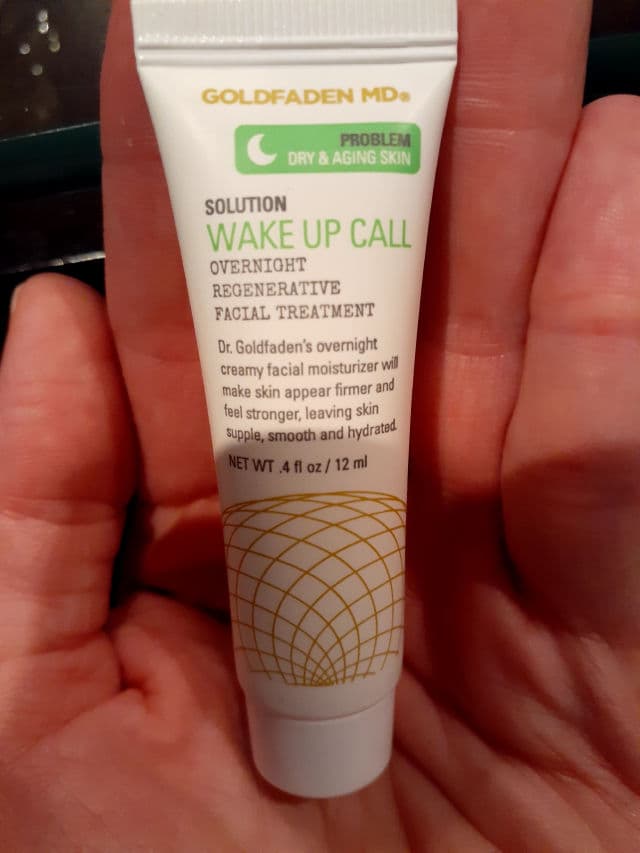 GOLDFADEN MD®
PROBLEM
DRY & AGING SKIN
SOLUTION
WAKE UP CALL
OVERNIGHT
REGENERATIVE
FACIAL TREATMENT
Dr. Goldfaden's overnight
creamy facial moisturizer will
make skin appear firmer and
feel stronger, leaving skin
supple, smooth and hydrated.
NET WT .4 fl oz / 12 ml